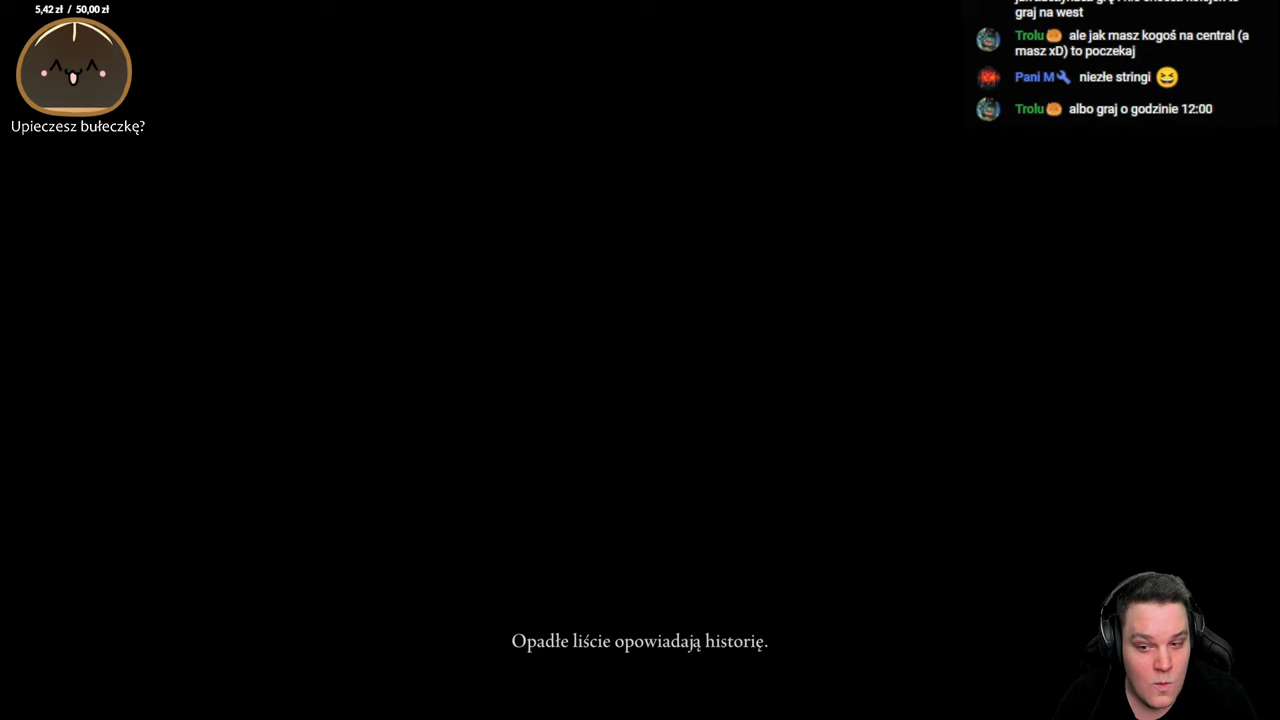 5,42 zł / 50,00 zł
Upieczesz bułeczkę?
graj na west
Trolu ale jak masz kogoś na central (a
masz xD) to poczekaj
Pani M niezłe stringi
Trolu albo graj o godzinie 12:00
Opadłe liście opowiadają historię.